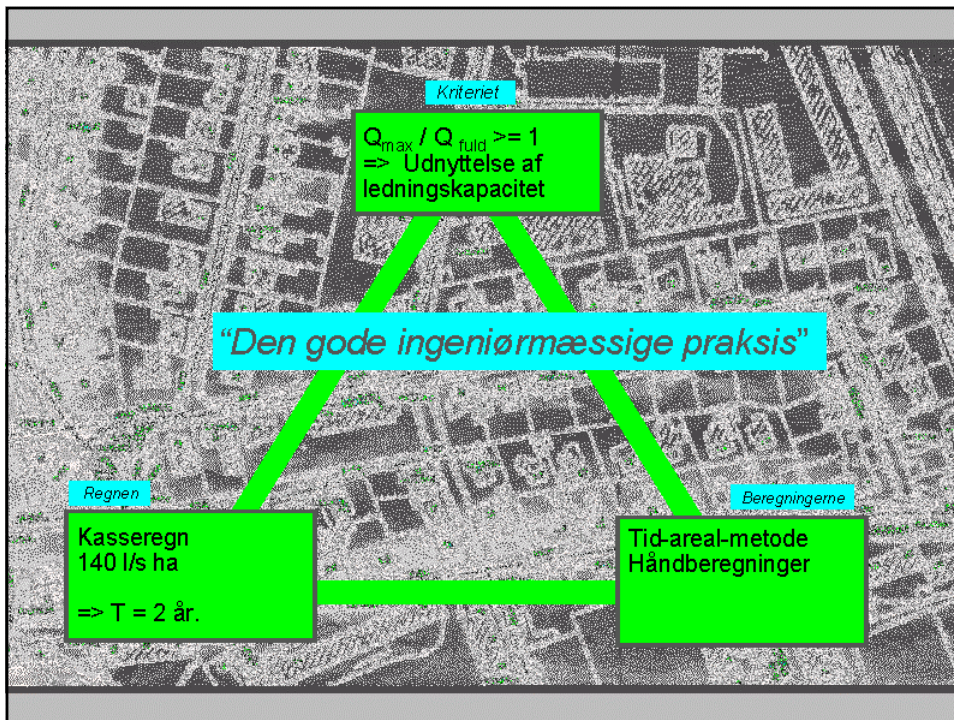 Kriteriet
Qmax / Q fuld >= 1
=> Udnyttelse af
ledningskapacitet
“Den gode ingeniørmæssige praksis”
Regnen
Kasseregn
140 l/s ha
=> T = 2 år.
Beregningerne
Tid-areal-metode
Håndberegninger